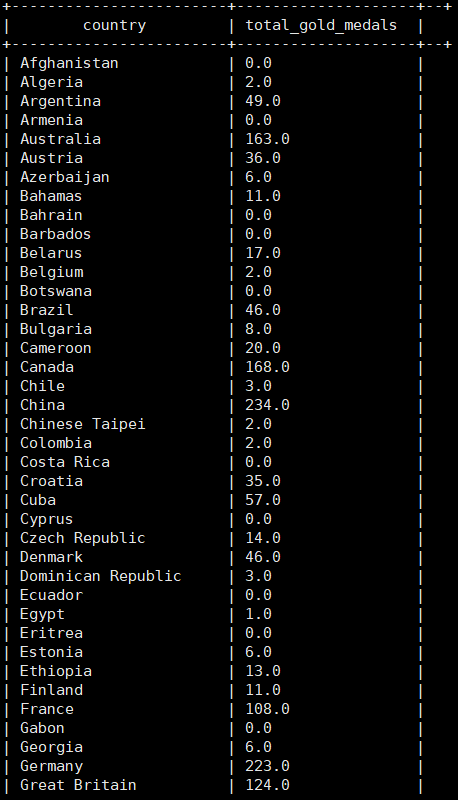 +------------------------+--------------------+--+
|        country         | total_gold_medals  |
+------------------------+--------------------+--+
| Afghanistan            | 0.0                |
| Algeria                | 2.0                |
| Argentina              | 49.0               |
| Armenia                | 0.0                |
| Australia              | 163.0              |
| Austria                | 36.0               |
| Azerbaijan             | 6.0                |
| Bahamas                | 11.0               |
| Bahrain                | 0.0                |
| Barbados               | 0.0                |
| Belarus                | 17.0               |
| Belgium                | 2.0                |
| Botswana               | 0.0                |
| Brazil                 | 46.0               |
| Bulgaria               | 8.0                |
| Cameroon               | 20.0               |
| Canada                 | 168.0              |
| Chile                  | 3.0                |
| China                  | 234.0              |
| Chinese Taipei         | 2.0                |
| Colombia               | 2.0                |
| Costa Rica             | 0.0                |
| Croatia                | 35.0               |
| Cuba                   | 57.0               |
| Cyprus                 | 0.0                |
| Czech Republic         | 14.0               |
| Denmark                | 46.0               |
| Dominican Republic     | 3.0                |
| Ecuador                | 0.0                |
| Egypt                  | 1.0                |
| Eritrea                | 0.0                |
| Estonia                | 6.0                |
| Ethiopia               | 13.0               |
| Finland                | 11.0               |
| France                 | 108.0              |
| Gabon                  | 0.0                |
| Georgia                | 6.0                |
| Germany                | 223.0              |
| Great Britain          | 124.0              |